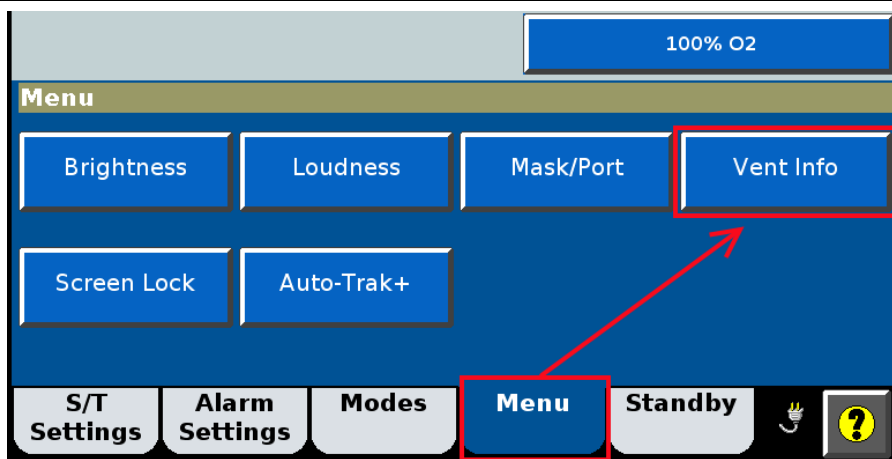 100% O2
Menu
Brightness Loudness Mask/Port Vent Info
Screen Lock Auto-Trak+
S/T Settings Alarm Settings Modes Menu Standby
?